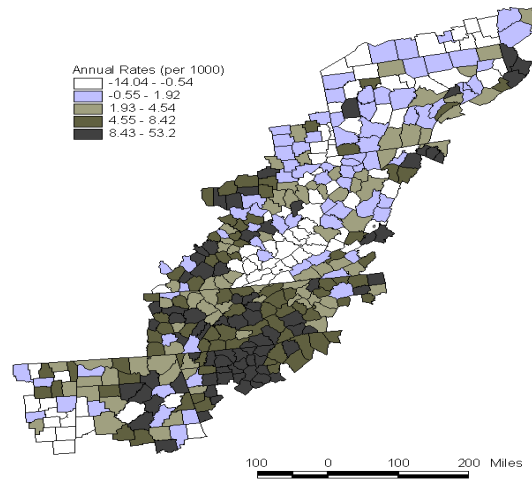 Annual Rates (per 1000)
-14.04 - -0.54
-0.55 - 1.92
1.93 - 4.54
4.55 - 8.42
8.43 - 53.2
100 0 100 200 Miles